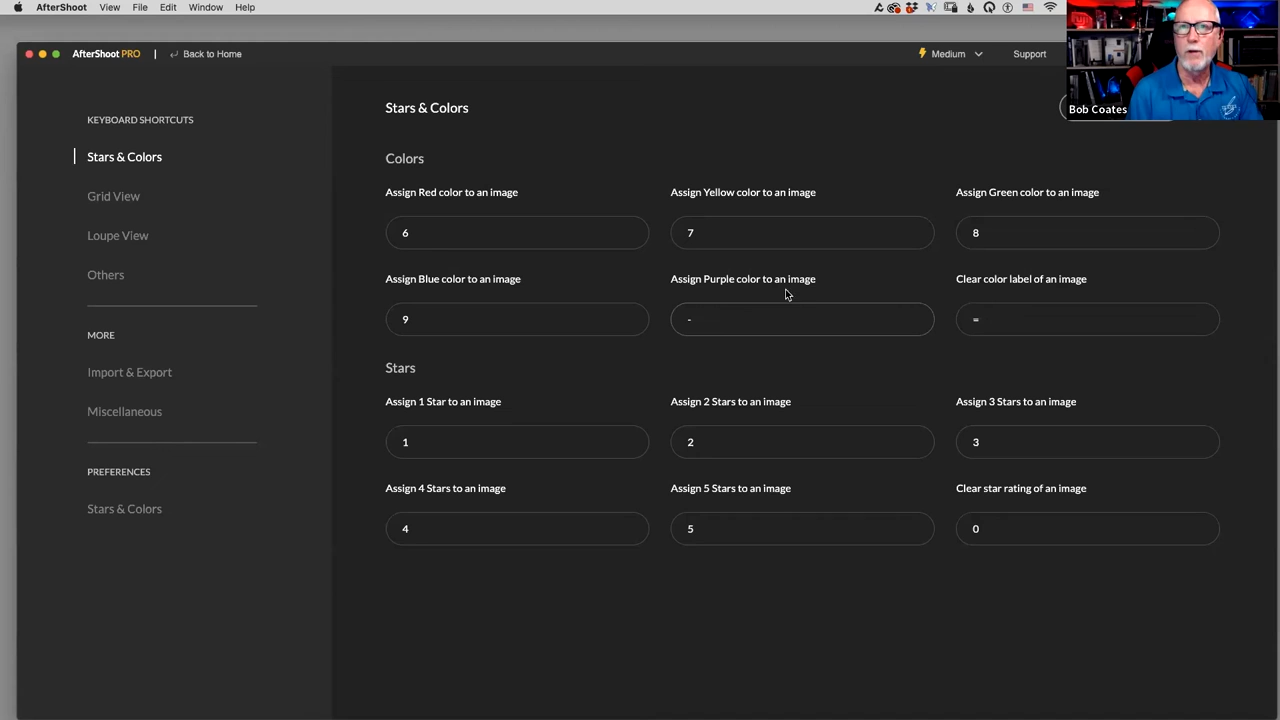 AfterShoot View File Edit Window Help
AfterShoot PRO Back to Home Medium Support
Bob Coates
KEYBOARD SHORTCUTS
Stars & Colors
Grid View
Loupe View
Others
MORE
Import & Export
Miscellaneous
PREFERENCES
Stars & Colors
Stars & Colors
Colors
Assign Red color to an image Assign Yellow color to an image Assign Green color to an image
6 7 8
Assign Blue color to an image Assign Purple color to an image Clear color label of an image
9 - =
Stars
Assign 1 Star to an image Assign 2 Stars to an image Assign 3 Stars to an image
1 2 3
Assign 4 Stars to an image Assign 5 Stars to an image Clear star rating of an image
4 5 0